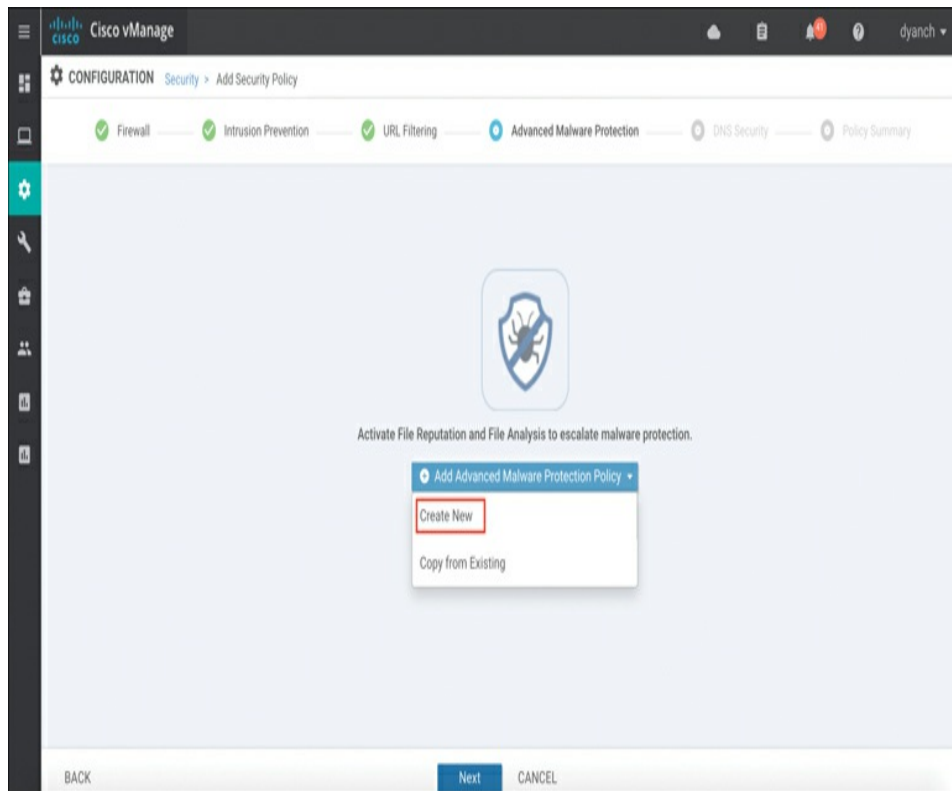 CISCO Cisco vManage 41 dyanch
CONFIGURATION Security > Add Security Policy
Firewall Intrusion Prevention URL Filtering Advanced Malware Protection DNS Security Policy Summary
Activate File Reputation and File Analysis to escalate malware protection.
Add Advanced Malware Protection Policy
Create New
Copy from Existing
BACK Next CANCEL